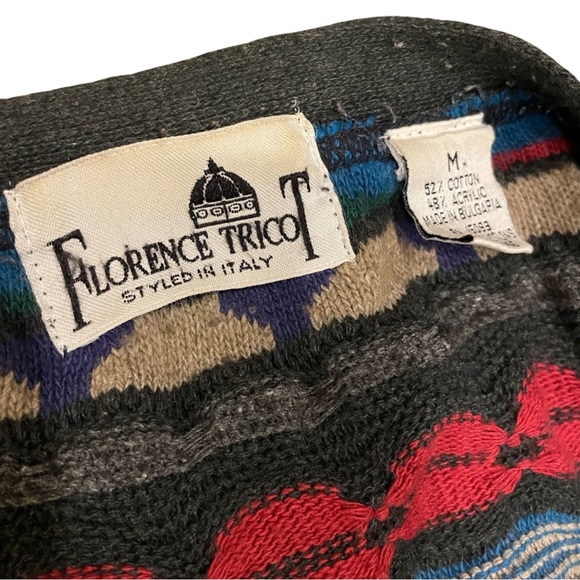 FLORENCE TRICOT
STYLED IN ITALY
M
52% COTTON
48% ACRYLIC
MADE IN BULGARIA